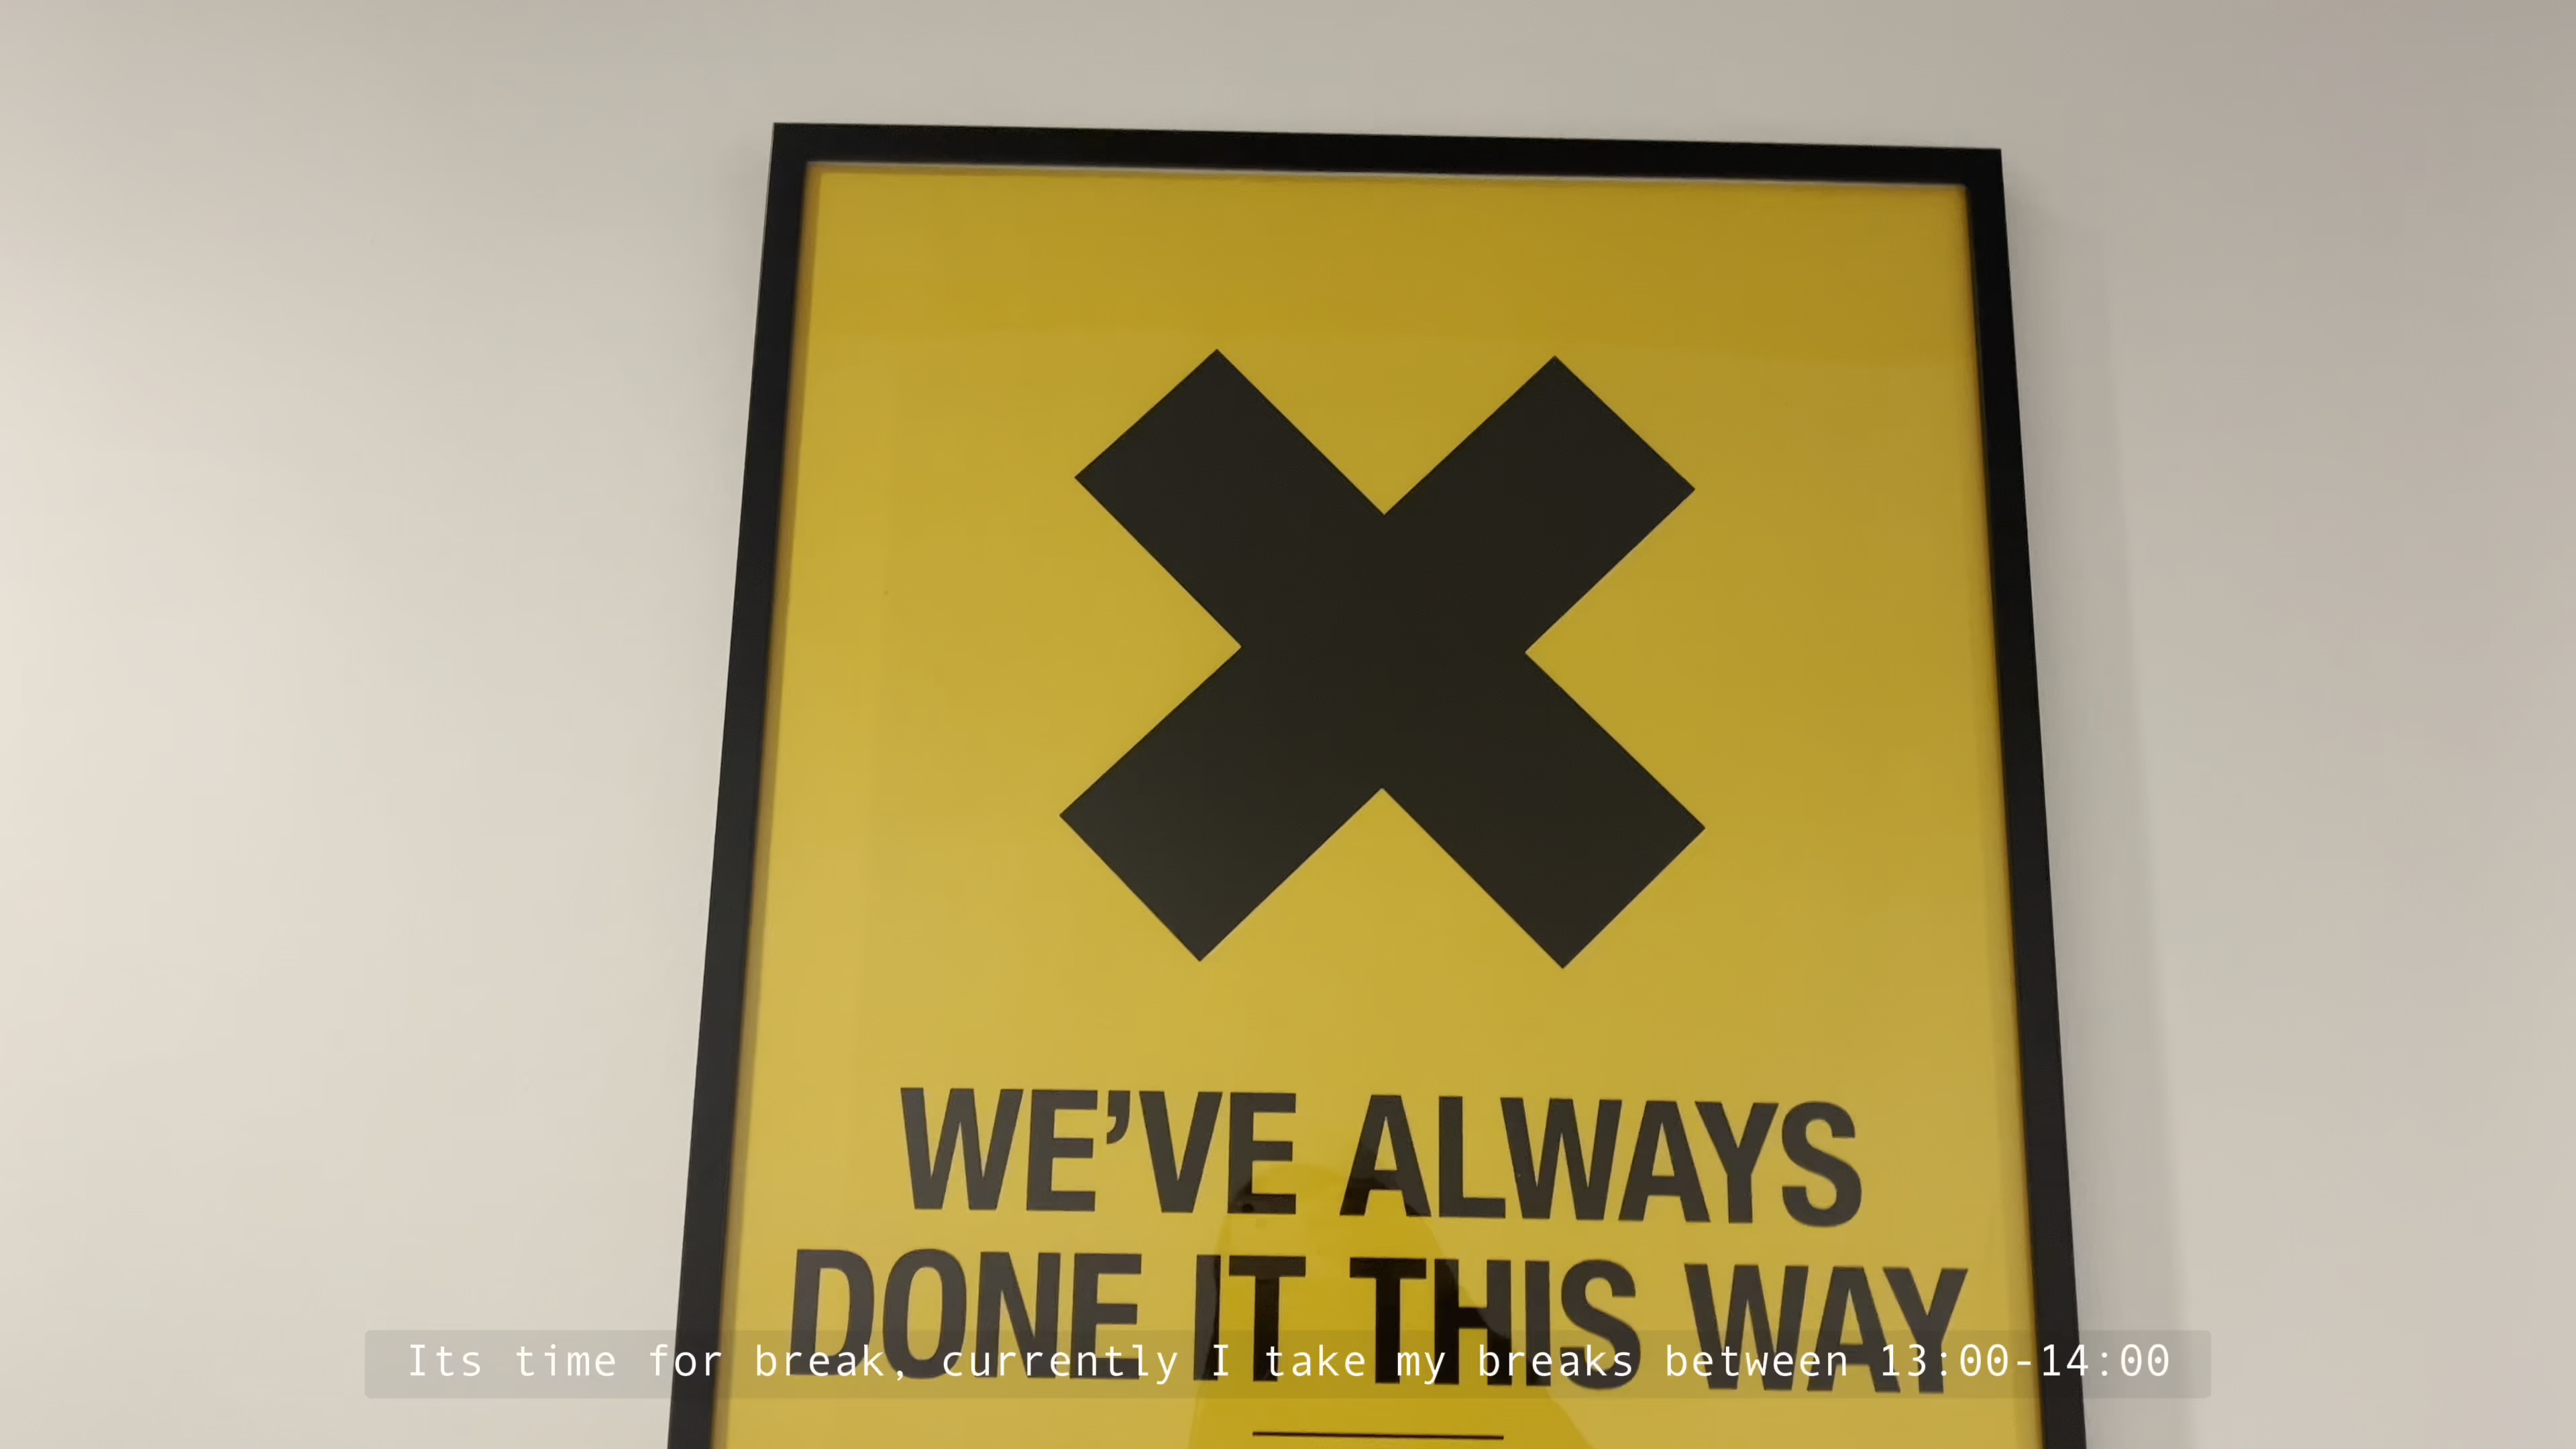 WE’VE ALWAYS
DONE IT THIS WAY
Its time for break, currently I take my breaks between 13:00-14:00